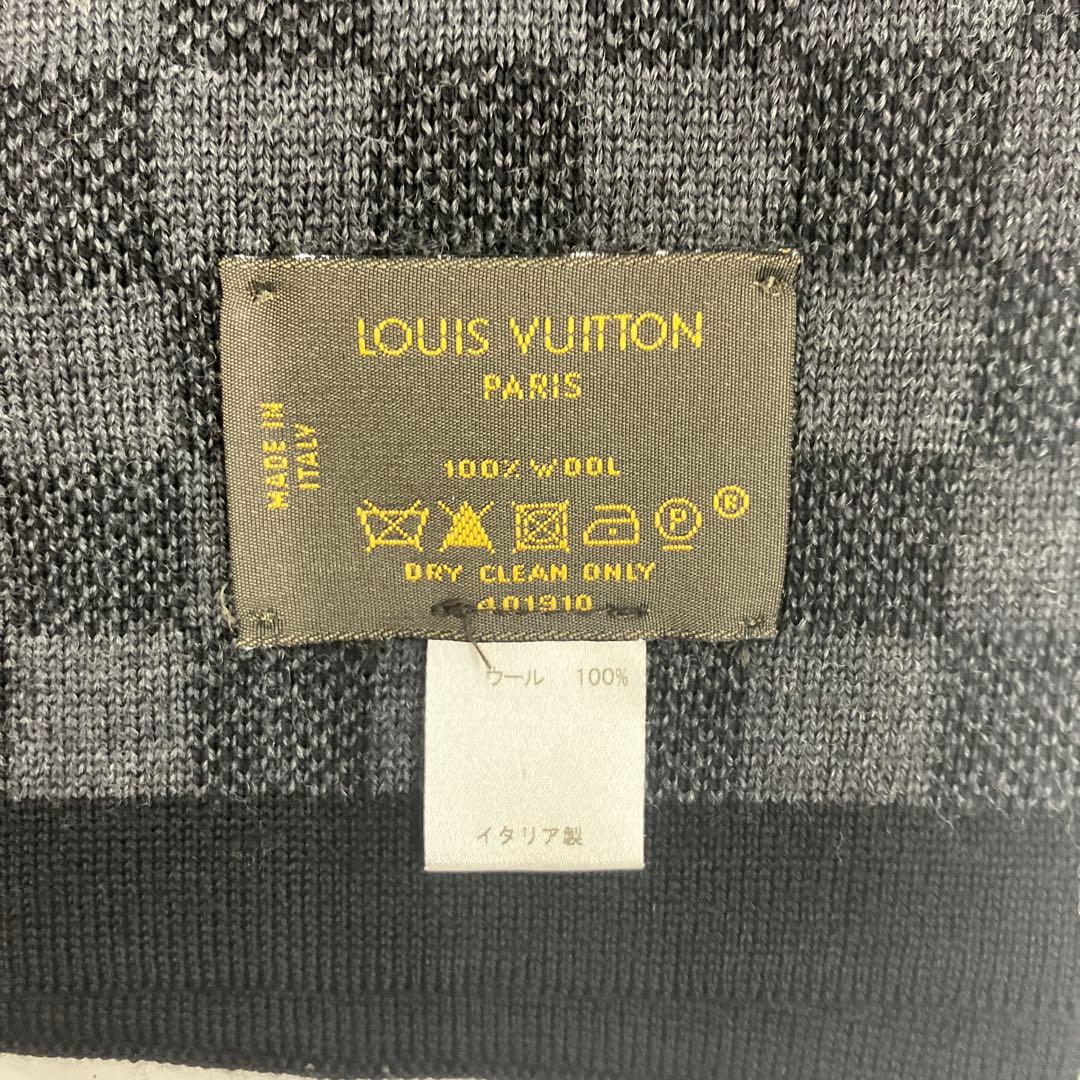 LOUIS VUITTON
PARIS
MADE IN
ITALY
100% WOOL
P ®
DRY CLEAN ONLY
401910
ウール 100%
イタリア製